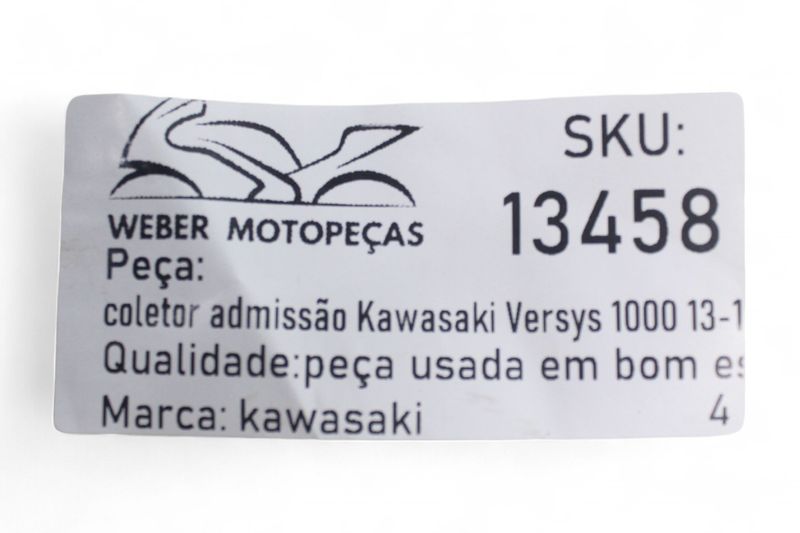 SKU:
13458
WEBER MOTOPEÇAS
Peça:
coletor admissão Kawasaki Versys 1000 13-1
Qualidade:peça usada em bom es
Marca: kawasaki 4